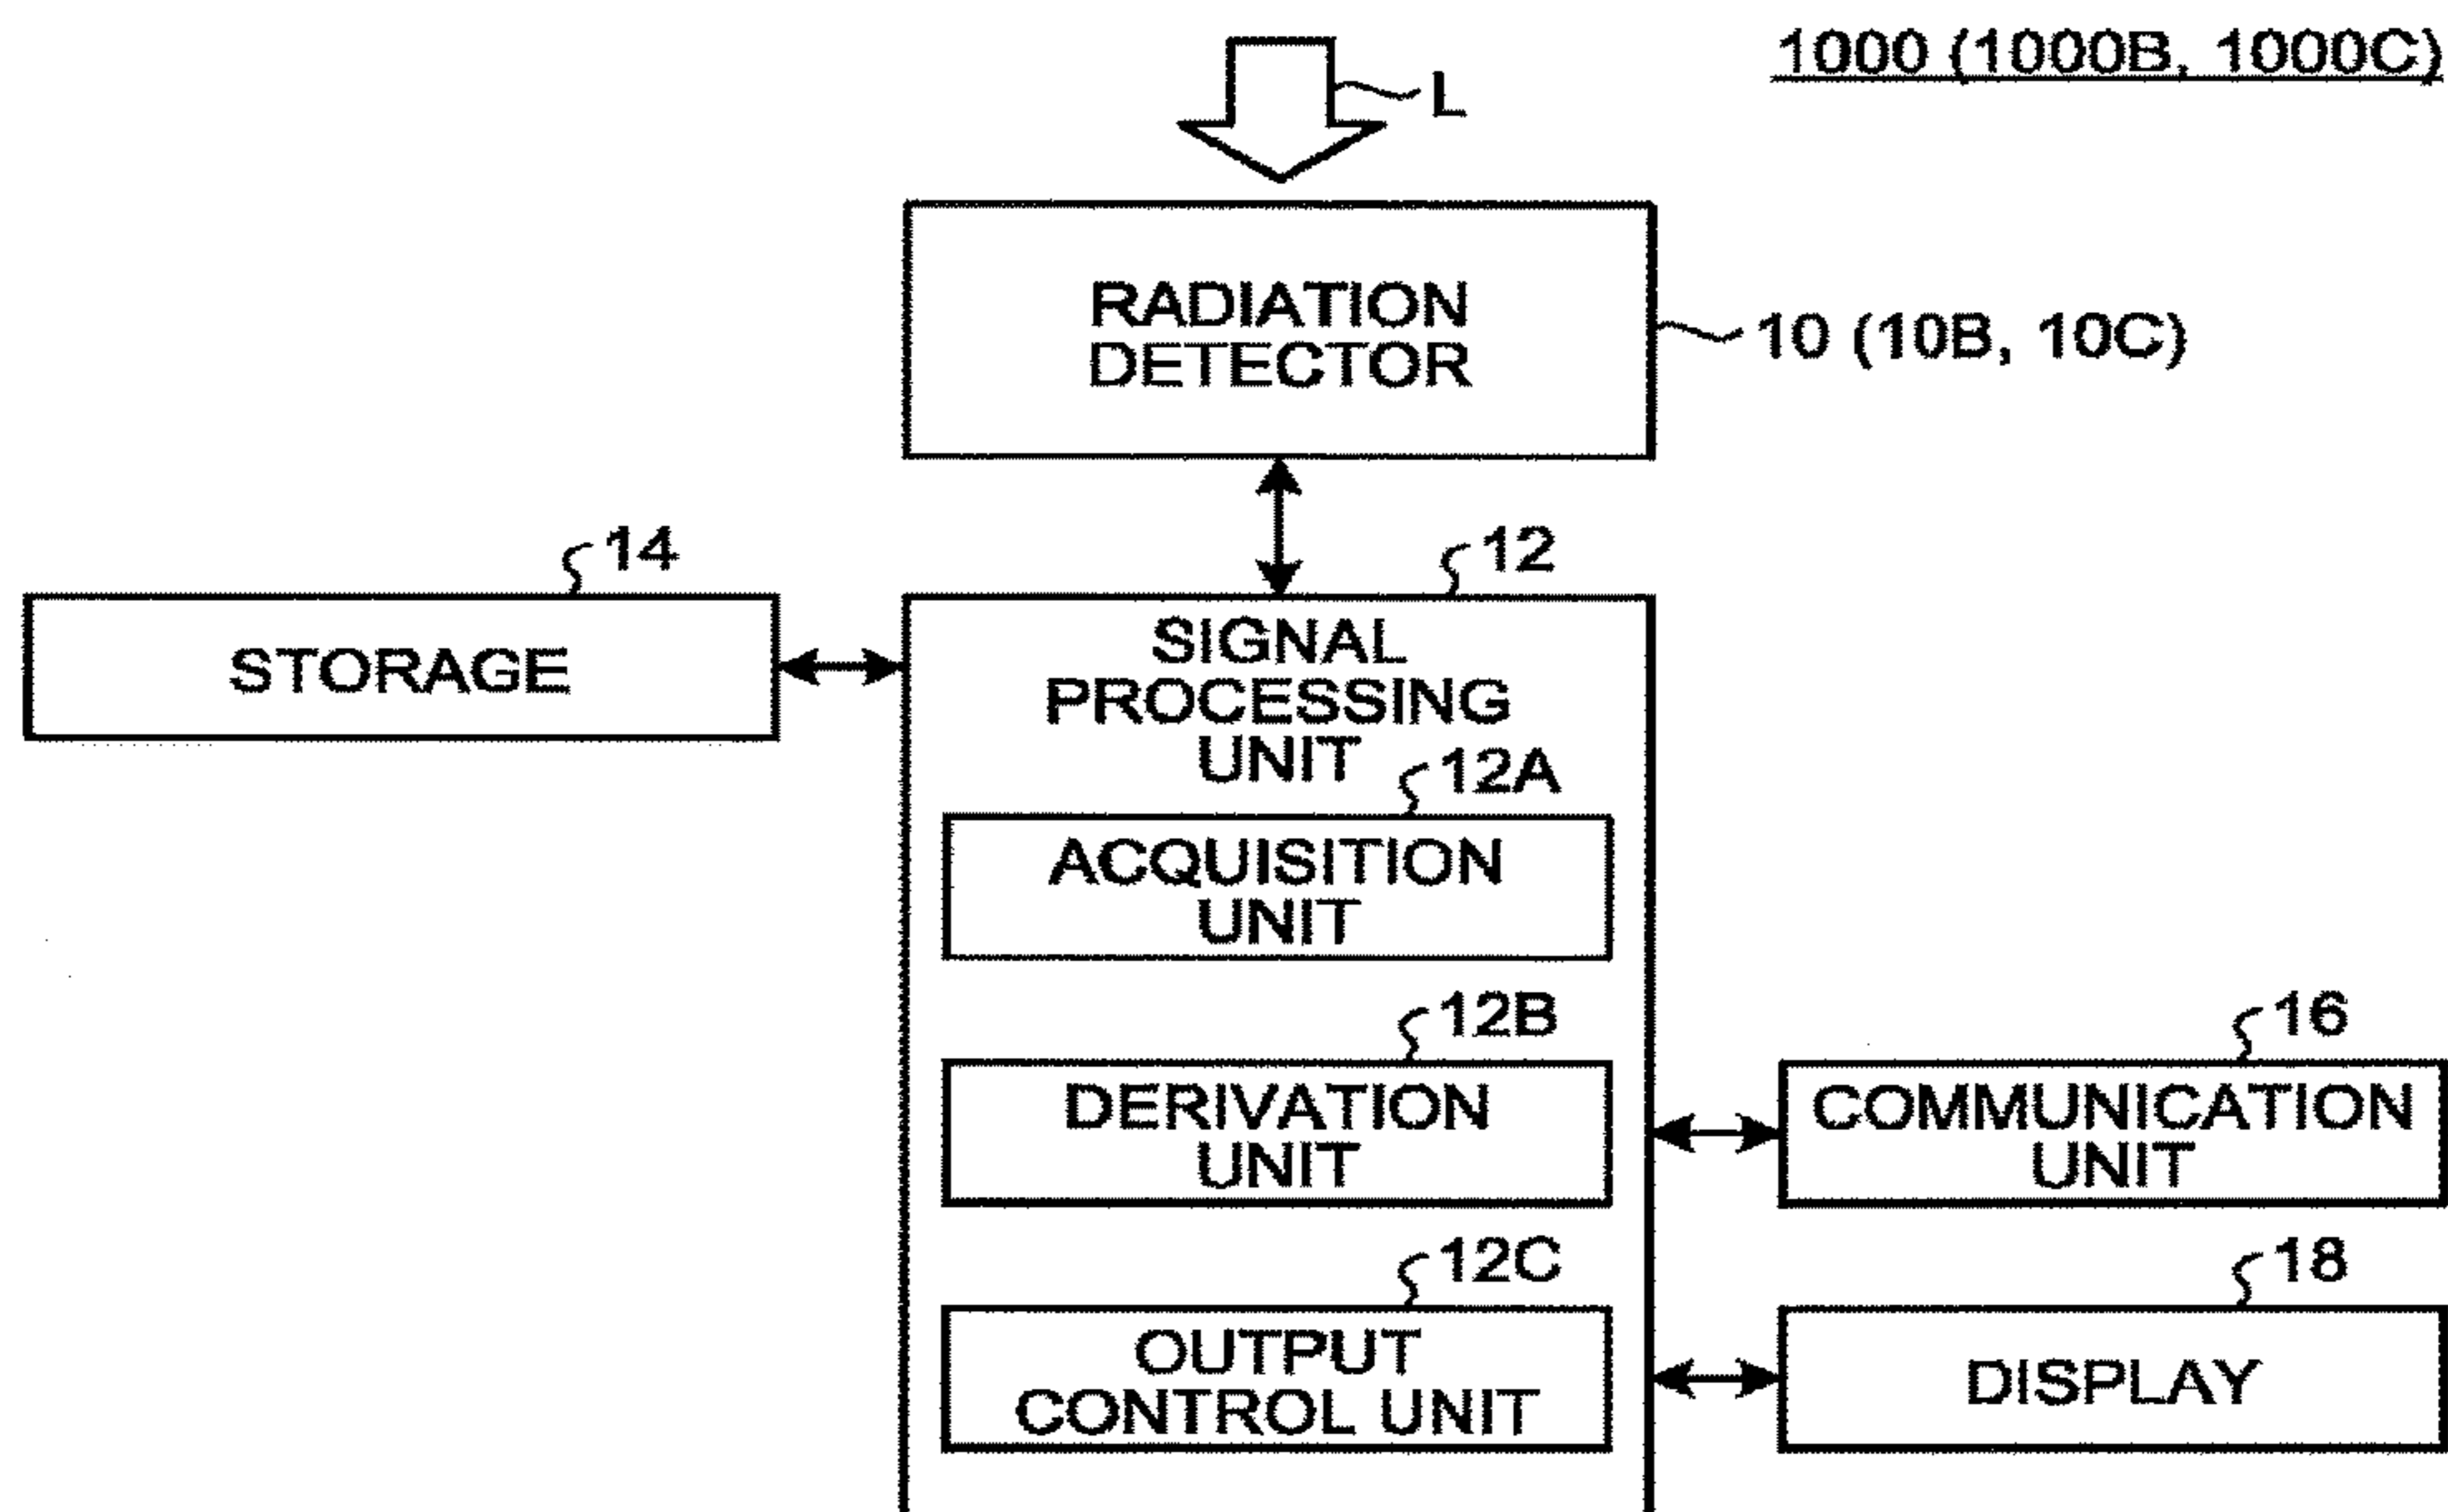 1000 (1000B, 1000C)
L
RADIATION
DETECTOR
10 (10B, 10C)
14
12
STORAGE
SIGNAL
PROCESSING
UNIT
12A
ACQUISITION
UNIT
12B
16
DERIVATION
UNIT
COMMUNICATION
UNIT
12C
18
OUTPUT
CONTROL UNIT
DISPLAY